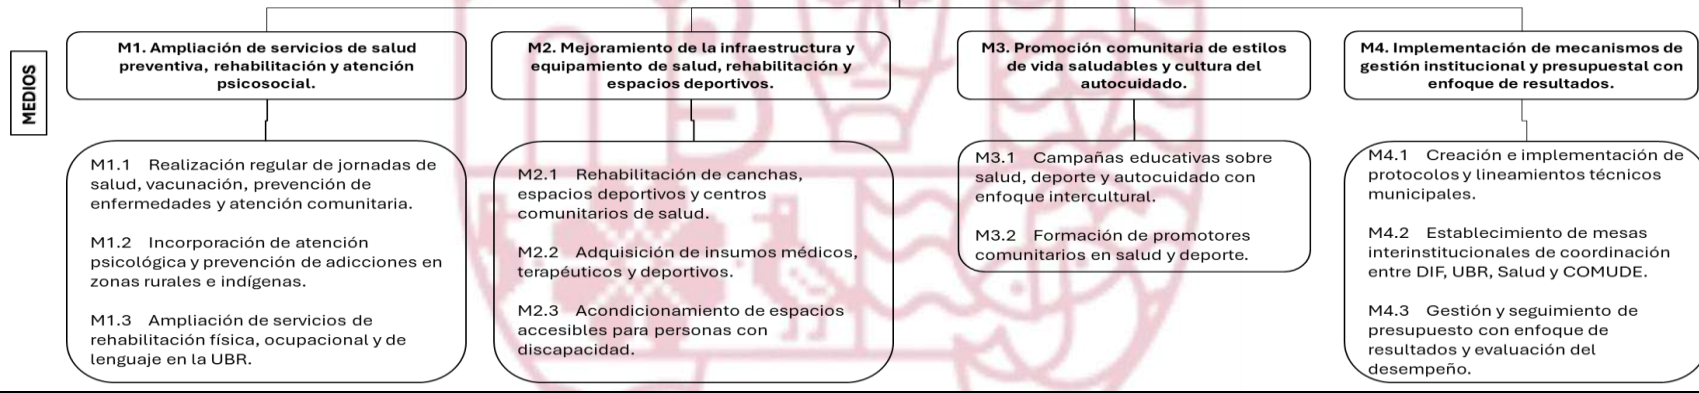 MEDIOS
M1. Ampliación de servicios de salud
preventiva, rehabilitación y atención
psicosocial.
M1.1 Realización regular de jornadas de
salud, vacunación, prevención de
enfermedades y atención comunitaria.
M1.2 Incorporación de atención
psicológica y prevención de adicciones en
zonas rurales e indígenas.
M1.3 Ampliación de servicios de
rehabilitación física, ocupacional y de
lenguaje en la UBR.
M2. Mejoramiento de la infraestructura y
equipamiento de salud, rehabilitación y
espacios deportivos.
M2.1 Rehabilitación de canchas,
espacios deportivos y centros
comunitarios de salud.
M2.2 Adquisición de insumos médicos,
terapéuticos y deportivos.
M2.3 Acondicionamiento de espacios
accesibles para personas con
discapacidad.
M3. Promoción comunitaria de estilos
de vida saludables y cultura del
autocuidado.
M3.1 Campañas educativas sobre
salud, deporte y autocuidado con
enfoque intercultural.
M3.2 Formación de promotores
comunitarios en salud y deporte.
M4. Implementación de mecanismos de
gestión institucional y presupuestal con
enfoque de resultados.
M4.1 Creación e implementación de
protocolos y lineamientos técnicos
municipales.
M4.2 Establecimiento de mesas
interinstitucionales de coordinación
entre DIF, UBR, Salud y COMUDE.
M4.3 Gestión y seguimiento de
presupuesto con enfoque de
resultados y evaluación del
desempeño.